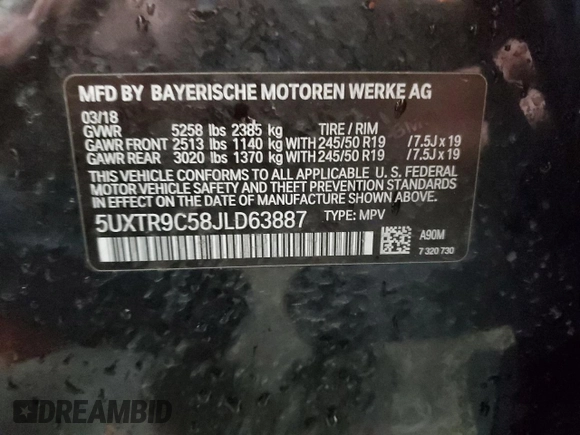 MFD BY BAYERISCHE MOTOREN WERKE AG
03/18
GVWR 5258 lbs 2385 kg TIRE / RIM
GAWR FRONT 2513 lbs 1140 kg WITH 245/50 R19 /7.5J x 19
GAWR REAR 3020 lbs 1370 kg WITH 245/50 R19 /7.5J x 19
THIS VEHICLE CONFORMS TO ALL APPLICABLE U. S. FEDERAL
MOTOR VEHICLE SAFETY AND THEFT PREVENTION STANDARDS
IN EFFECT ON THE DATE OF MANUFACTURE SHOWN ABOVE.
5UXTR9C58JLD63887 TYPE: MPV
A90M
7 320 730
DREAMBID